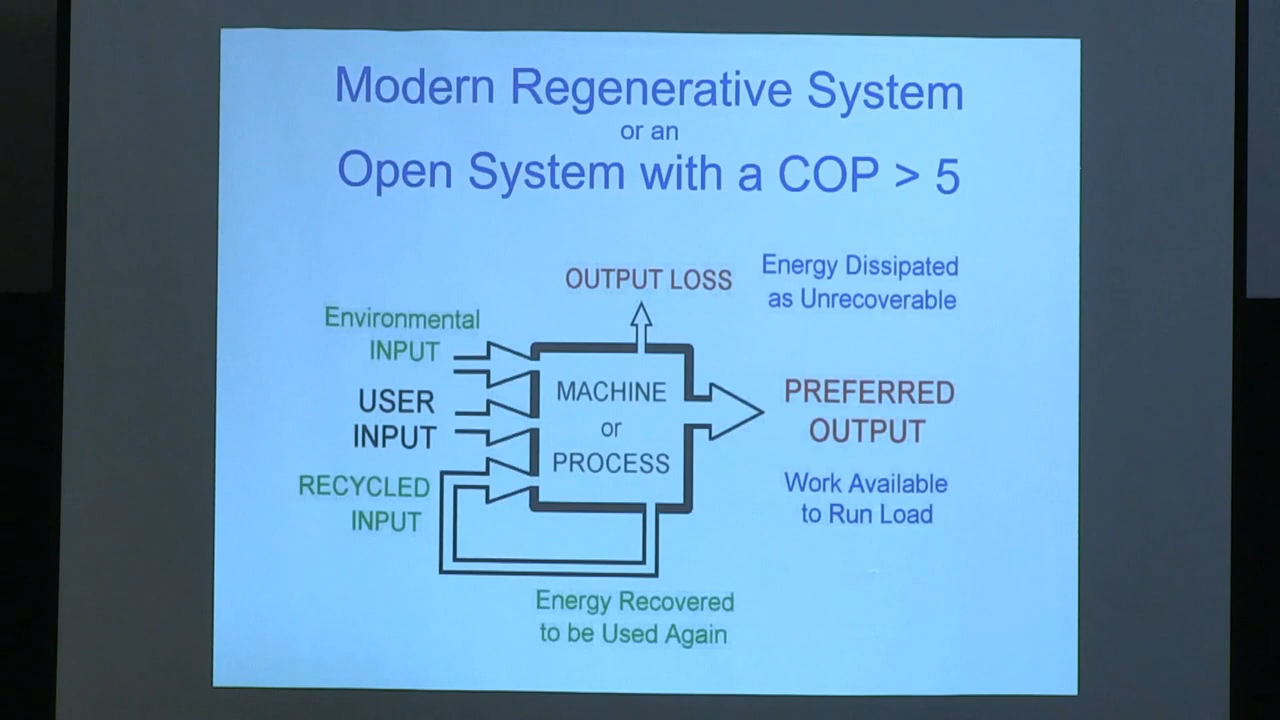 Modern Regenerative System
or an
Open System with a COP > 5
OUTPUT LOSS
Energy Dissipated
as Unrecoverable
Environmental
INPUT
USER
INPUT
RECYCLED
INPUT
MACHINE
or
PROCESS
PREFERRED
OUTPUT
Work Available
to Run Load
Energy Recovered
to be Used Again